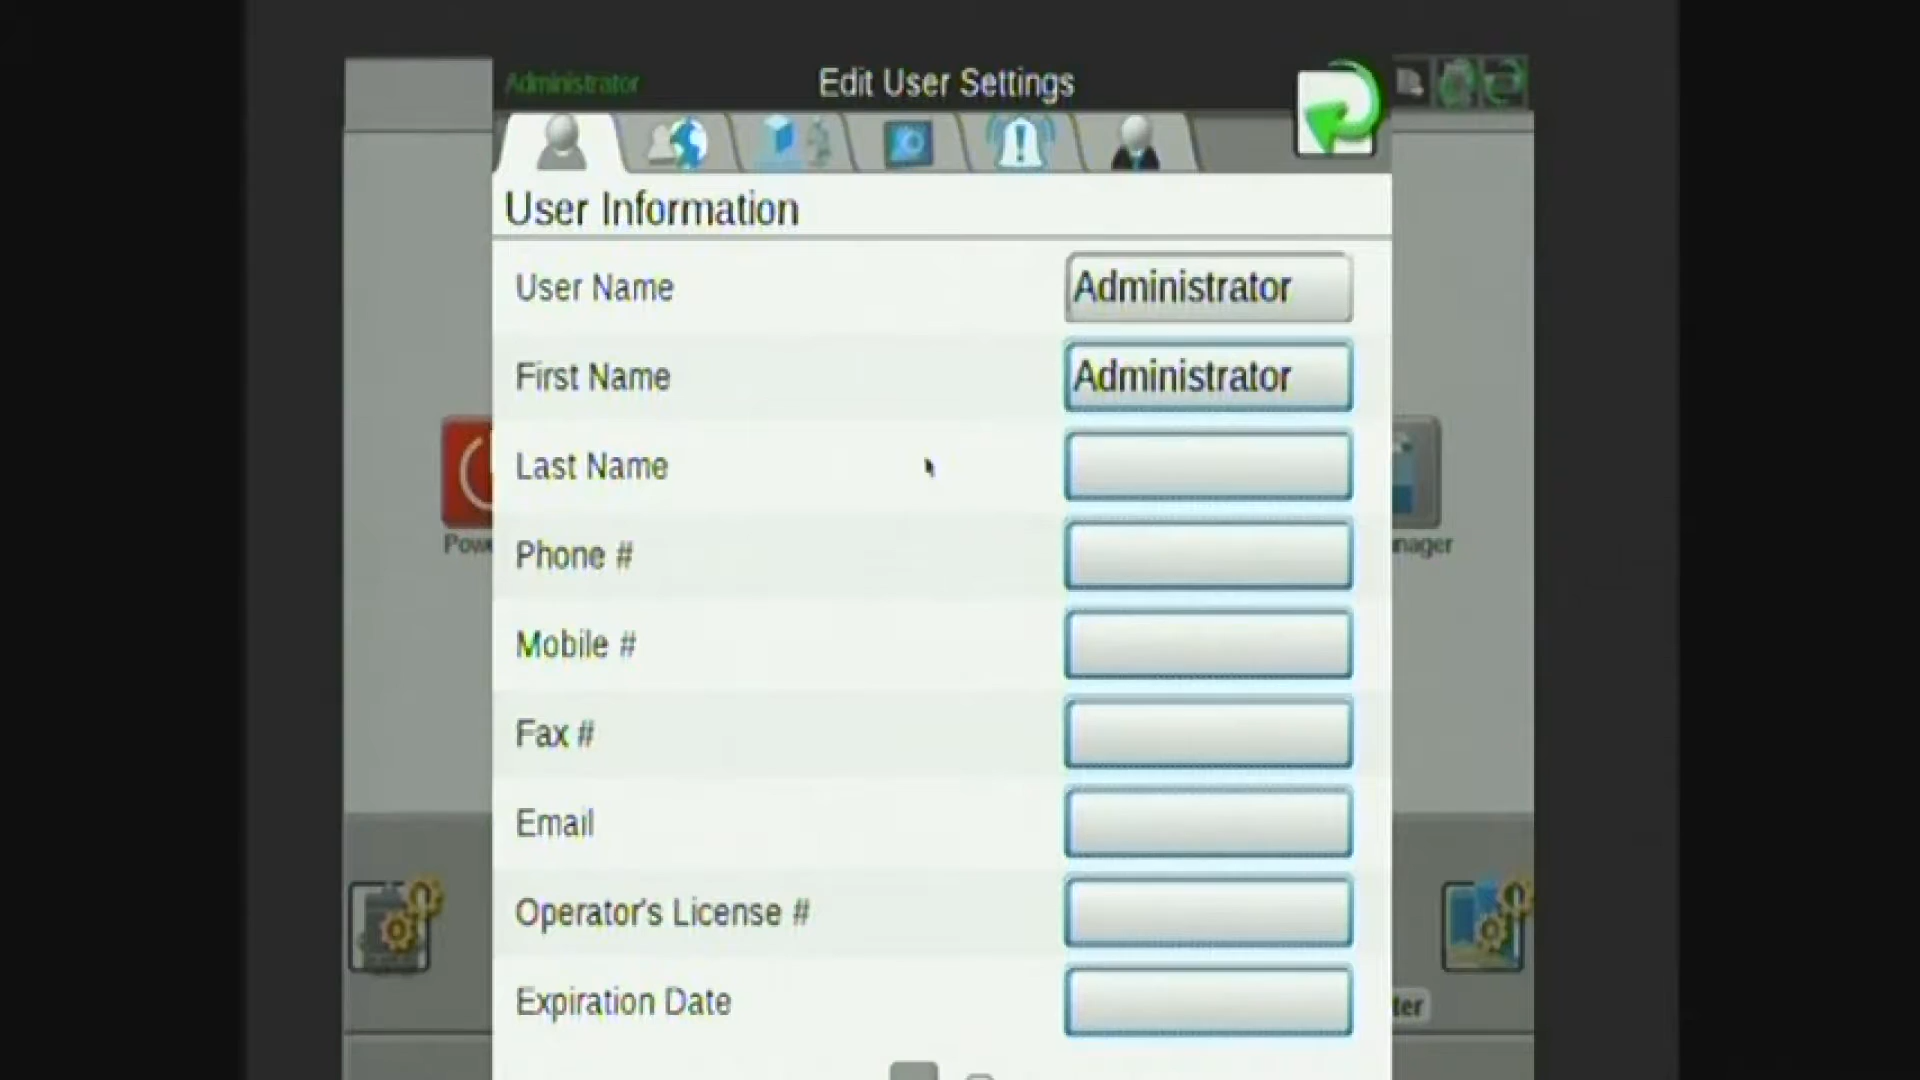 Administrator
Edit User Settings
User Information
User Name
Administrator
First Name
Administrator
Last Name
Phone #
Mobile #
Fax #
Email
Operator's License #
Expiration Date